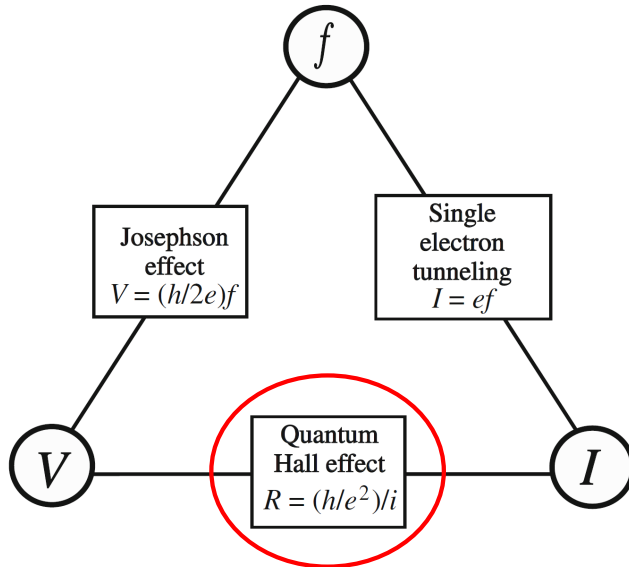 f
Josephson
effect
V = (h/2e)f
Single
electron
tunneling
I = ef
V
Quantum
Hall effect
R = (h/e²)/i
I